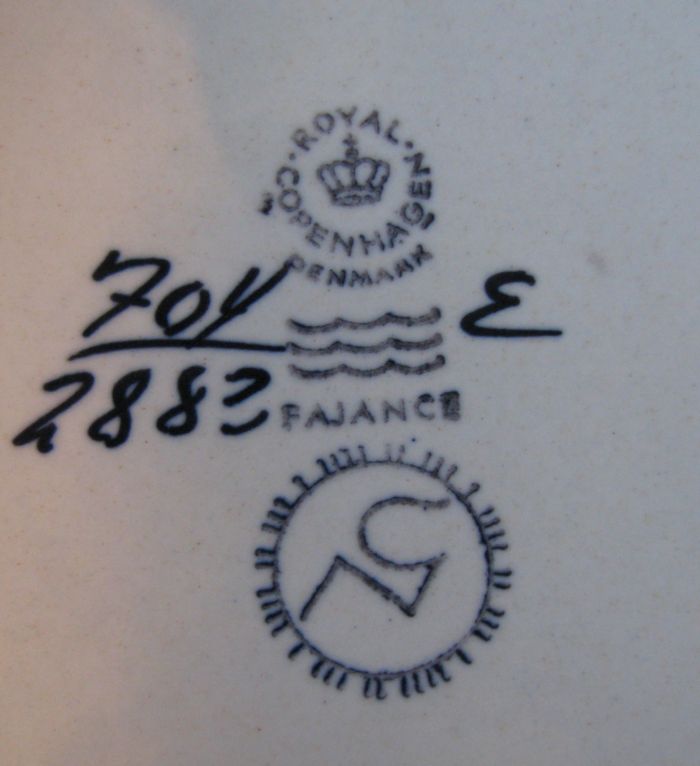 ROYAL COPENHAGEN
DENMARK
704
2883
E
FAJANCE